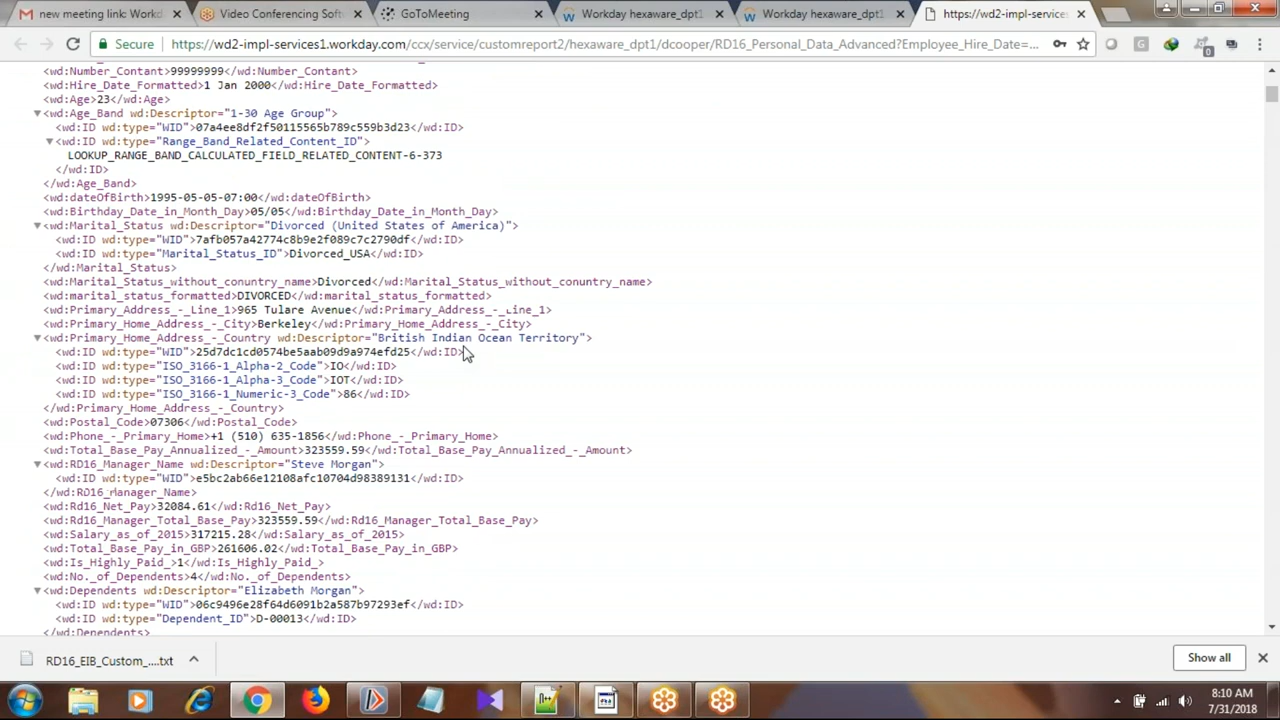 new meeting link: Workd
Video Conferencing Soft
GoToMeeting
Workday hexaware_dpt1
Workday hexaware_dpt1
https://wd2-impl-service
Secure
https://wd2-impl-services1.workday.com/ccx/service/customreport2/hexaware_dpt1/dcooper/RD16_Personal_Data_Advanced?Employee_Hire_Date=...
<wd:Number_Contant>99999999</wd:Number_Contant>
<wd:Hire_Date_Formatted>1 Jan 2000</wd:Hire_Date_Formatted>
<wd:Age>23</wd:Age>
<wd:Age_Band wd:Descriptor="1-30 Age Group">
<wd:ID wd:type="WID">07a4ee8df2f50115565b789c559b3d23</wd:ID>
<wd:ID wd:type="Range_Band_Related_Content_ID">
LOOKUP_RANGE_BAND_CALCULATED_FIELD_RELATED_CONTENT-6-373
</wd:ID>
</wd:Age_Band>
<wd:dateOfBirth>1995-05-05-07:00</wd:dateOfBirth>
<wd:Birthday_Date_in_Month_Day>05/05</wd:Birthday_Date_in_Month_Day>
<wd:Marital_Status wd:Descriptor="Divorced (United States of America)">
<wd:ID wd:type="WID">7afb057a42774c8b9e2f089c7c2790df</wd:ID>
<wd:ID wd:type="Marital_Status_ID">Divorced_USA</wd:ID>
</wd:Marital_Status>
<wd:Marital_Status_without_conuntry_name>Divorced</wd:Marital_Status_without_conuntry_name>
<wd:marital_status_formatted>DIVORCED</wd:marital_status_formatted>
<wd:Primary_Address_-_Line_1>965 Tulare Avenue</wd:Primary_Address_-_Line_1>
<wd:Primary_Home_Address_-_City>Berkeley</wd:Primary_Home_Address_-_City>
<wd:Primary_Home_Address_-_Country wd:Descriptor="British Indian Ocean Territory">
<wd:ID wd:type="WID">25d7dc1cd0574be5aab09d9a974efd25</wd:ID>
<wd:ID wd:type="ISO_3166-1_Alpha-2_Code">IO</wd:ID>
<wd:ID wd:type="ISO_3166-1_Alpha-3_Code">IOT</wd:ID>
<wd:ID wd:type="ISO_3166-1_Numeric-3_Code">86</wd:ID>
</wd:Primary_Home_Address_-_Country>
<wd:Postal_Code>07306</wd:Postal_Code>
<wd:Phone_-_Primary_Home>+1 (510) 635-1856</wd:Phone_-_Primary_Home>
<wd:Total_Base_Pay_Annualized_-_Amount>323559.59</wd:Total_Base_Pay_Annualized_-_Amount>
<wd:RD16_Manager_Name wd:Descriptor="Steve Morgan">
<wd:ID wd:type="WID">e5bc2ab66e12108afc10704d98389131</wd:ID>
</wd:RD16_Manager_Name>
<wd:Rd16_Net_Pay>32084.61</wd:Rd16_Net_Pay>
<wd:Rd16_Manager_Total_Base_Pay>323559.59</wd:Rd16_Manager_Total_Base_Pay>
<wd:Salary_as_of_2015>317215.28</wd:Salary_as_of_2015>
<wd:Total_Base_Pay_in_GBP>261606.02</wd:Total_Base_Pay_in_GBP>
<wd:Is_Highly_Paid_>1</wd:Is_Highly_Paid_>
<wd:No._of_Dependents>4</wd:No._of_Dependents>
<wd:Dependents wd:Descriptor="Elizabeth Morgan">
<wd:ID wd:type="WID">06c9496e28f64d6091b2a587b97293ef</wd:ID>
<wd:ID wd:type="Dependent_ID">D-00013</wd:ID>
</wd:Dependents>
RD16_EIB_Custom_....txt
Show all
8:10 AM
7/31/2018